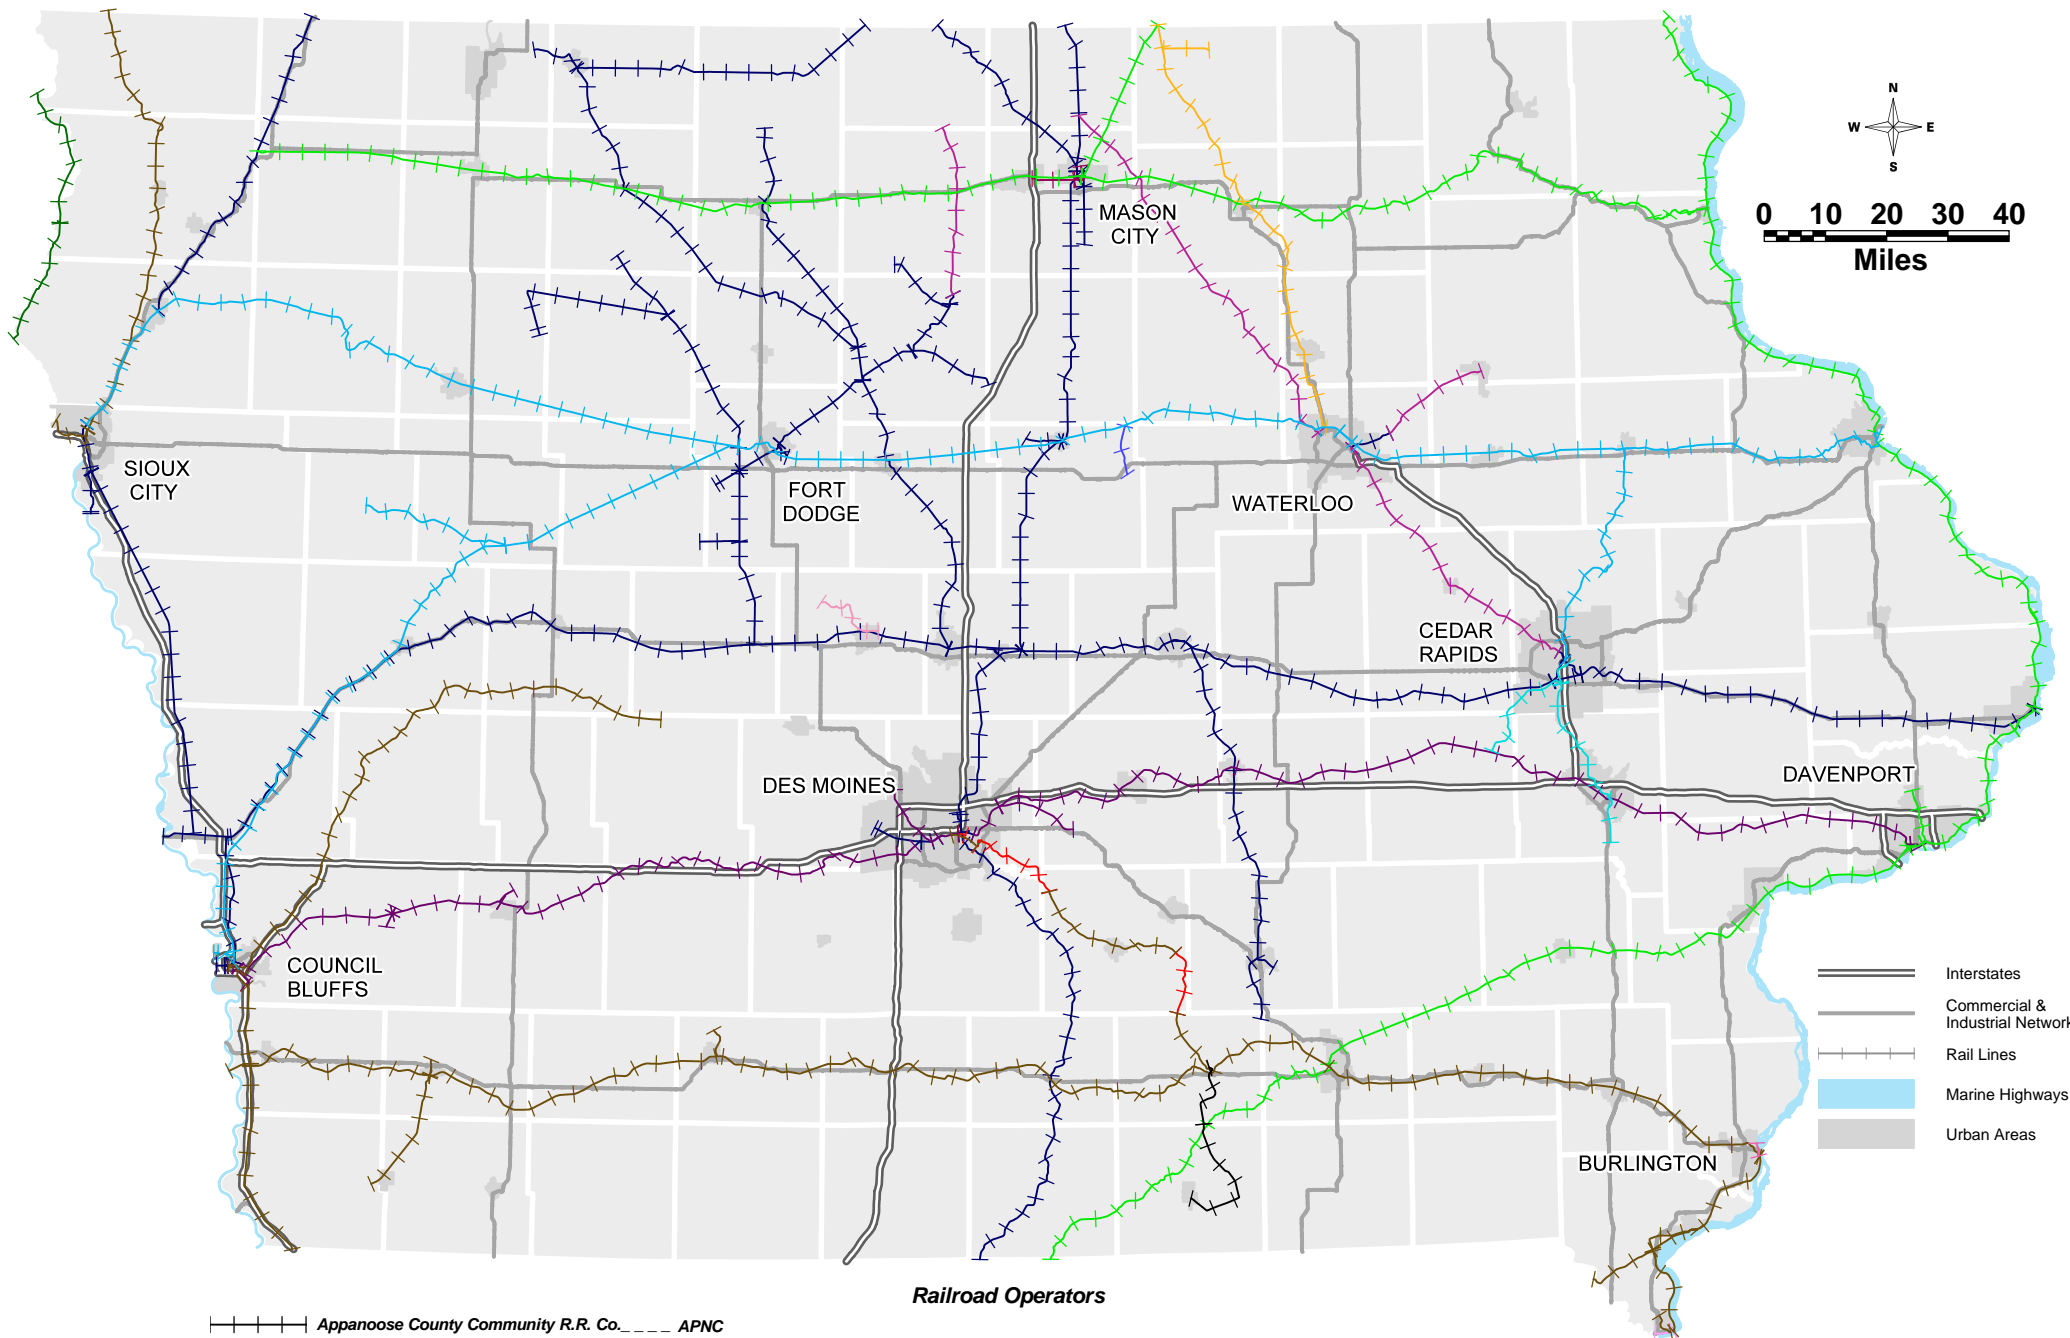 N
W E
S
0 10 20 30 40
Miles
MASON
CITY
SIOUX
CITY
FORT
DODGE
WATERLOO
CEDAR
RAPIDS
DES MOINES
DAVENPORT
COUNCIL
BLUFFS
BURLINGTON
Interstates
Commercial &
Industrial Network
Rail Lines
Marine Highways
Urban Areas
Railroad Operators
Appanoose County Community R.R. Co._ _ _ _ APNC